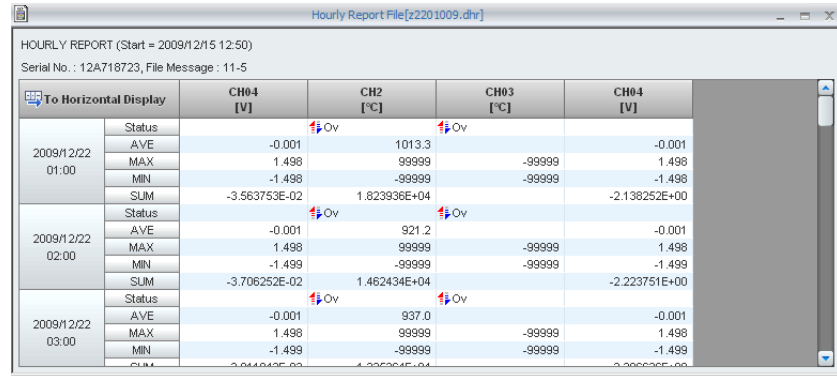 Hourly Report File[z2201009.dhr]
HOURLY REPORT (Start = 2009/12/15 12:50)
Serial No. : 12A718723, File Message : 11-5
To Horizontal Display CH04 [V] CH2 [°C] CH03 [°C] CH04 [V]
2009/12/22 01:00
Status Ov Ov
AVE -0.001 1013.3 -0.001
MAX 1.498 99999 -99999 1.498
MIN -1.498 -99999 -99999 -1.498
SUM -3.563753E-02 1.823936E+04 -2.138252E+00
2009/12/22 02:00
Status Ov Ov
AVE -0.001 921.2 -0.001
MAX 1.498 99999 -99999 1.498
MIN -1.499 -99999 -99999 -1.499
SUM -3.706252E-02 1.462434E+04 -2.223751E+00
2009/12/22 03:00
Status Ov Ov
AVE -0.001 937.0 -0.001
MAX 1.498 99999 -99999 1.498
MIN -1.499 -99999 -99999 -1.499
SUM